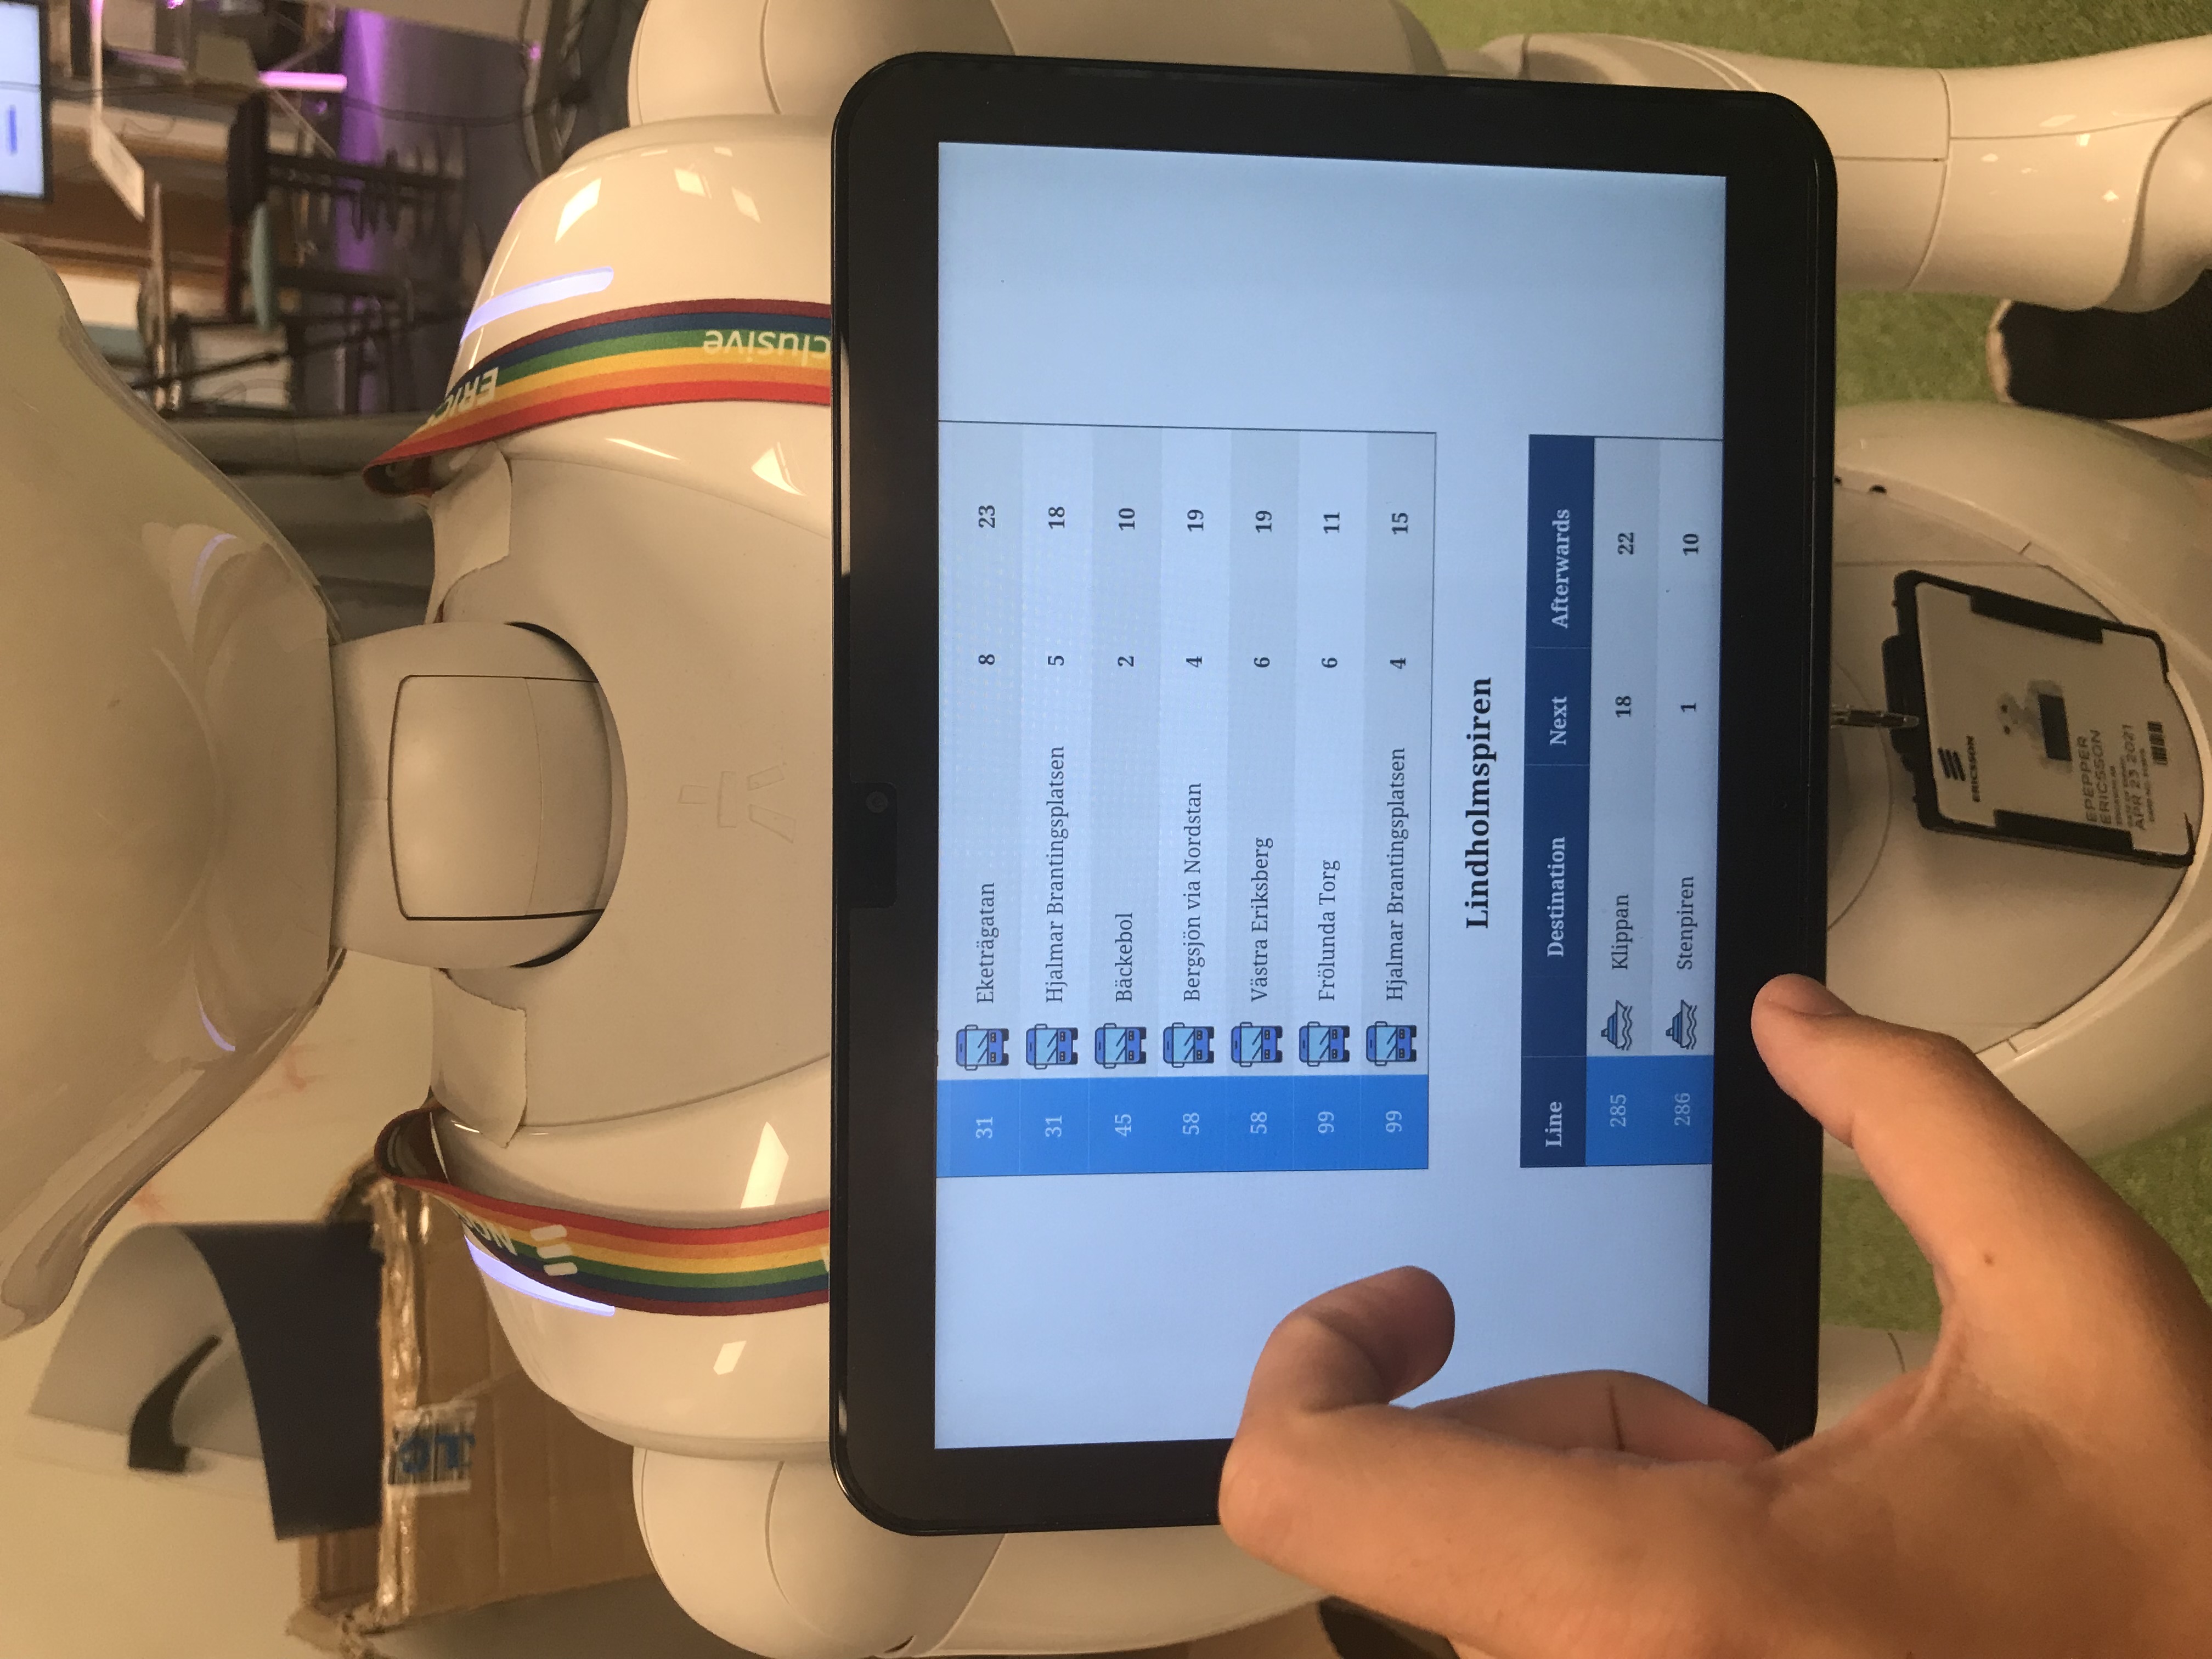 ERIC
clusive
31 Eketrägatan 8 23
31 Hjalmar Brantingsplatsen 5 18
45 Bäckebol 2 10
58 Bergsjön via Nordstan 4 19
58 Västra Eriksberg 6 19
99 Frölunda Torg 6 11
99 Hjalmar Brantingsplatsen 4 15
Lindholmspiren
Line Destination Next Afterwards
285 Klippan 18 22
286 Stenpiren 1 10
ERICSSON
EPEPPER
ERICSSON
APR 23 2021